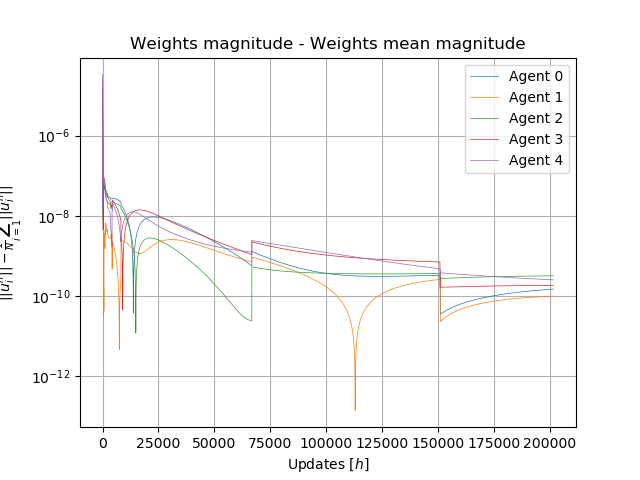 Weights magnitude - Weights mean magnitude
Agent 0
Agent 1
Agent 2
Agent 3
Agent 4
10⁻⁶
10⁻⁸
10⁻¹⁰
10⁻¹²
0 25000 50000 75000 100000 125000 150000 175000 200000
Updates [h]